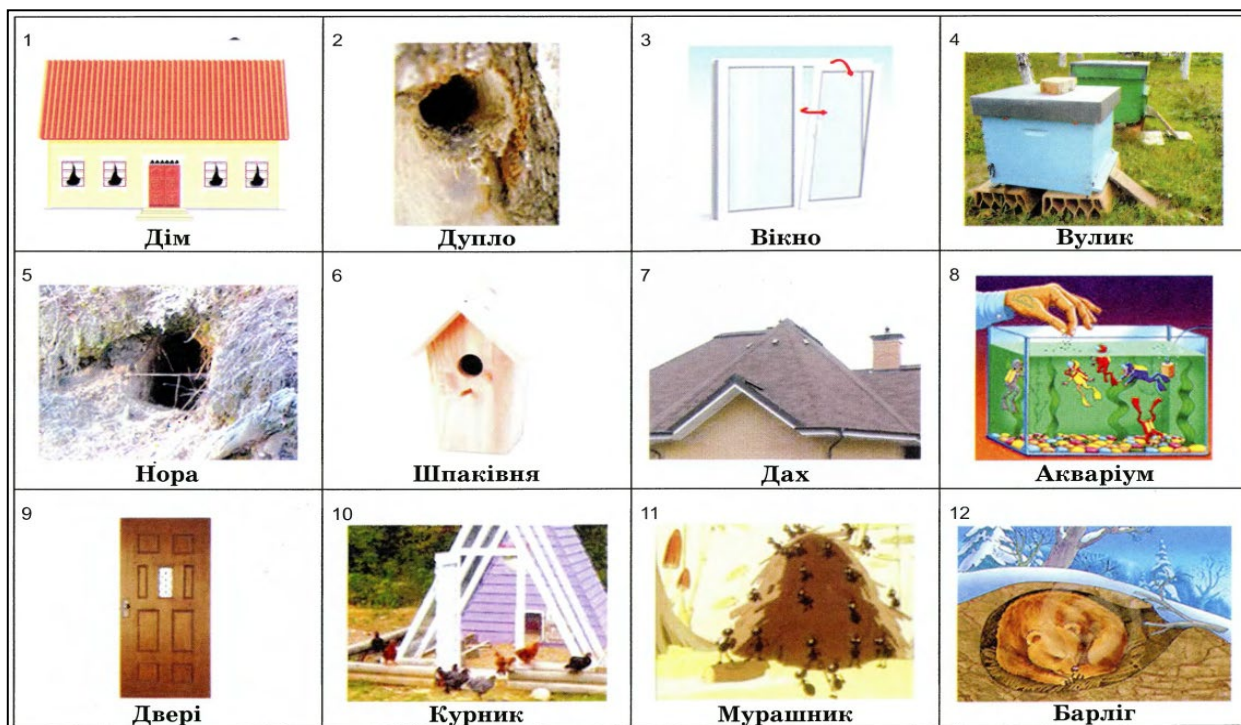 1
Дім
2
Дупло
3
Вікно
4
Вулик
5
Нора
6
Шпаківня
7
Дах
8
Акваріум
9
Двері
10
Курник
11
Мурашник
12
Барліг